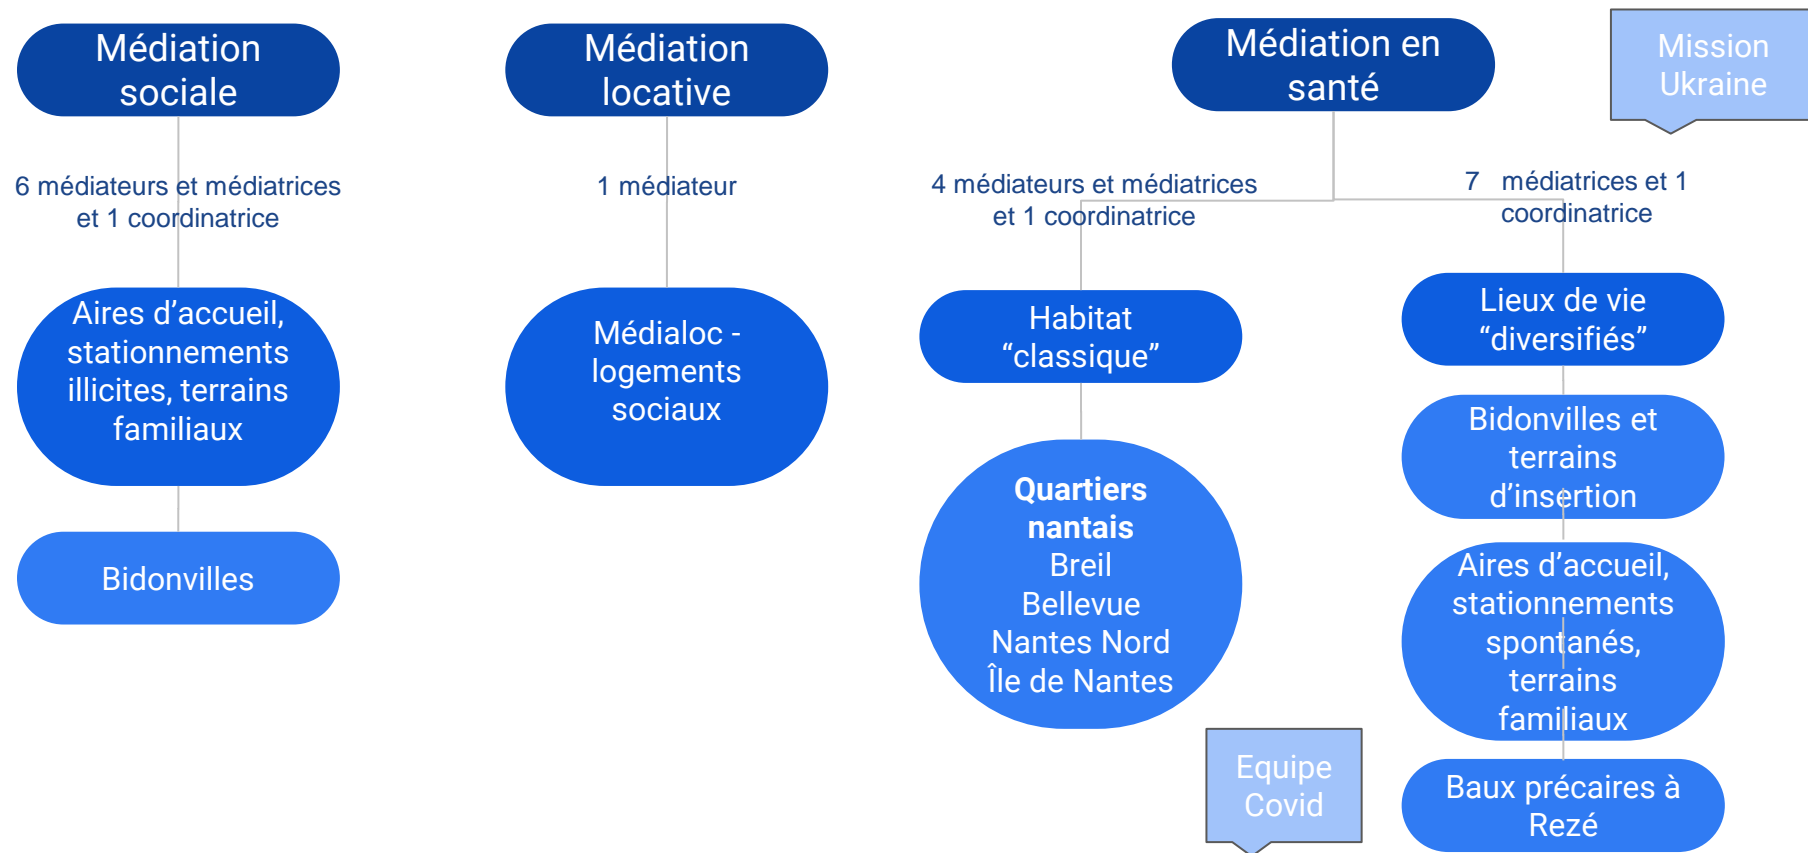 Médiation
sociale
6 médiateurs et médiatrices
et 1 coordinatrice
Aires d’accueil,
stationnements
illicites, terrains
familiaux
Bidonvilles
Médiation
locative
1 médiateur
Médialoc -
logements
sociaux
Médiation en
santé
4 médiateurs et médiatrices
et 1 coordinatrice
Habitat
“classique”
Quartiers
nantais
Breil
Bellevue
Nantes Nord
Île de Nantes
Equipe
Covid
7 médiatrices et 1
coordinatrice
Lieux de vie
“diversifiés”
Bidonvilles et
terrains
d’insertion
Aires d’accueil,
stationnements
spontanés,
terrains
familiaux
Baux précaires à
Rezé
Mission
Ukraine